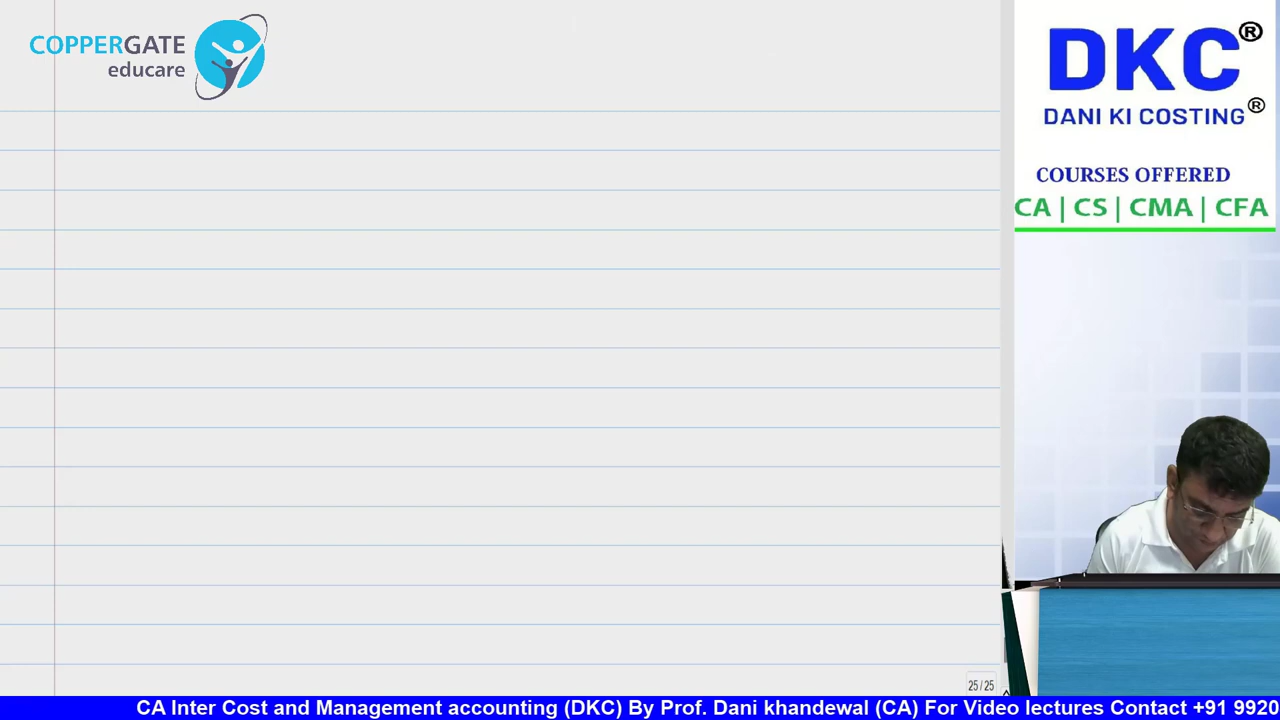 COPPERGATE
educare
DKC®
DANI KI COSTING®
COURSES OFFERED
CA | CS | CMA | CFA
25 / 25
CA Inter Cost and Management accounting (DKC) By Prof. Dani khandewal (CA) For Video lectures Contact +91 9920